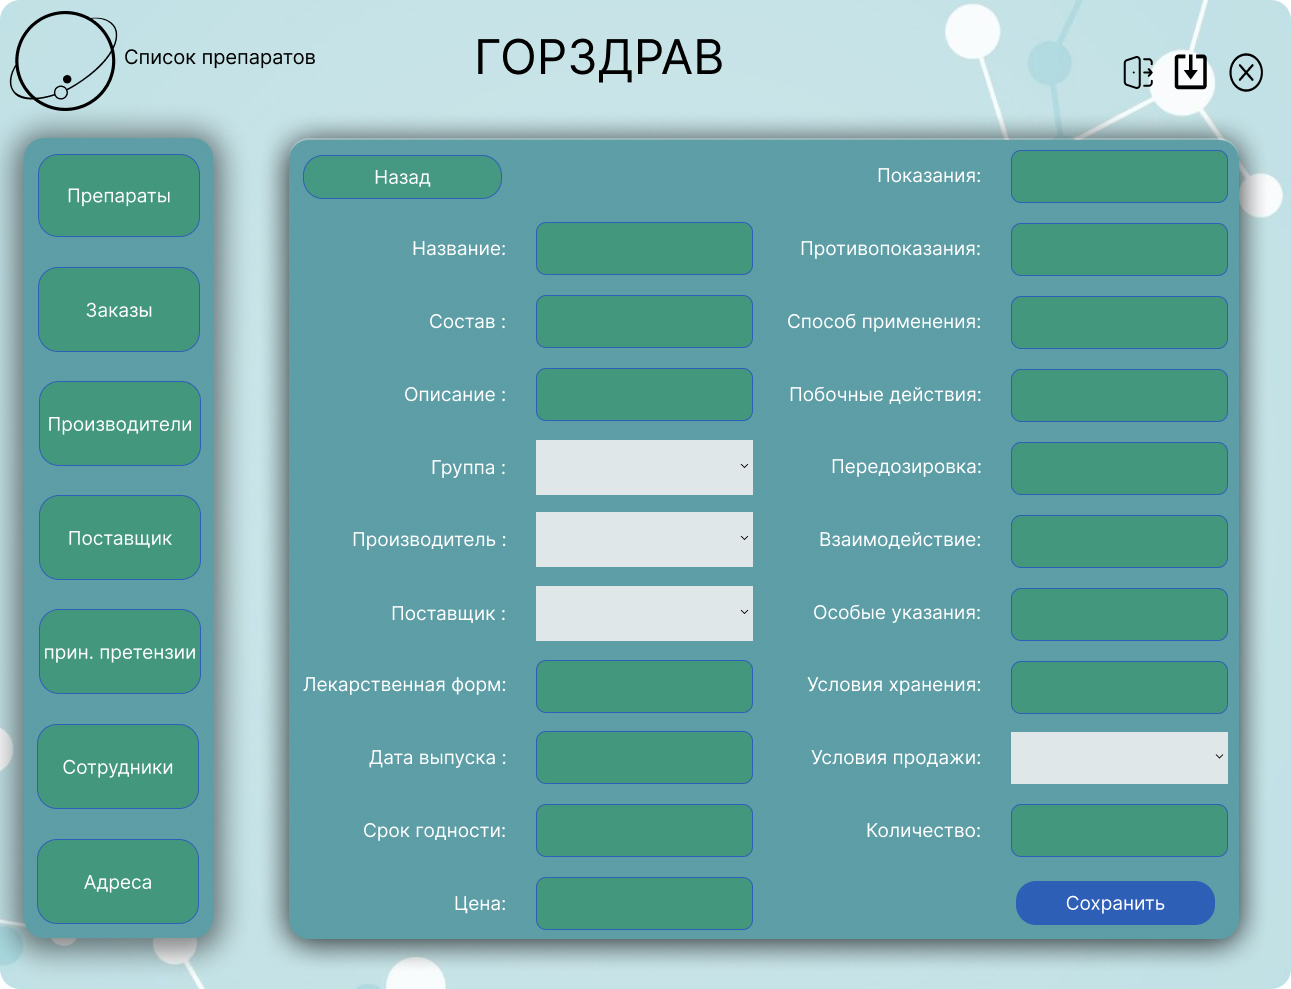 Список препаратов
ГОРЗДРАВ
Препараты
Заказы
Производители
Поставщик
прин. претензии
Сотрудники
Адреса
Назад
Название:
Состав :
Описание :
Группа :
Производитель :
Поставщик :
Лекарственная форм:
Дата выпуска :
Срок годности:
Цена:
Показания:
Противопоказания:
Способ применения:
Побочные действия:
Передозировка:
Взаимодействие:
Особые указания:
Условия хранения:
Условия продажи:
Количество:
Сохранить